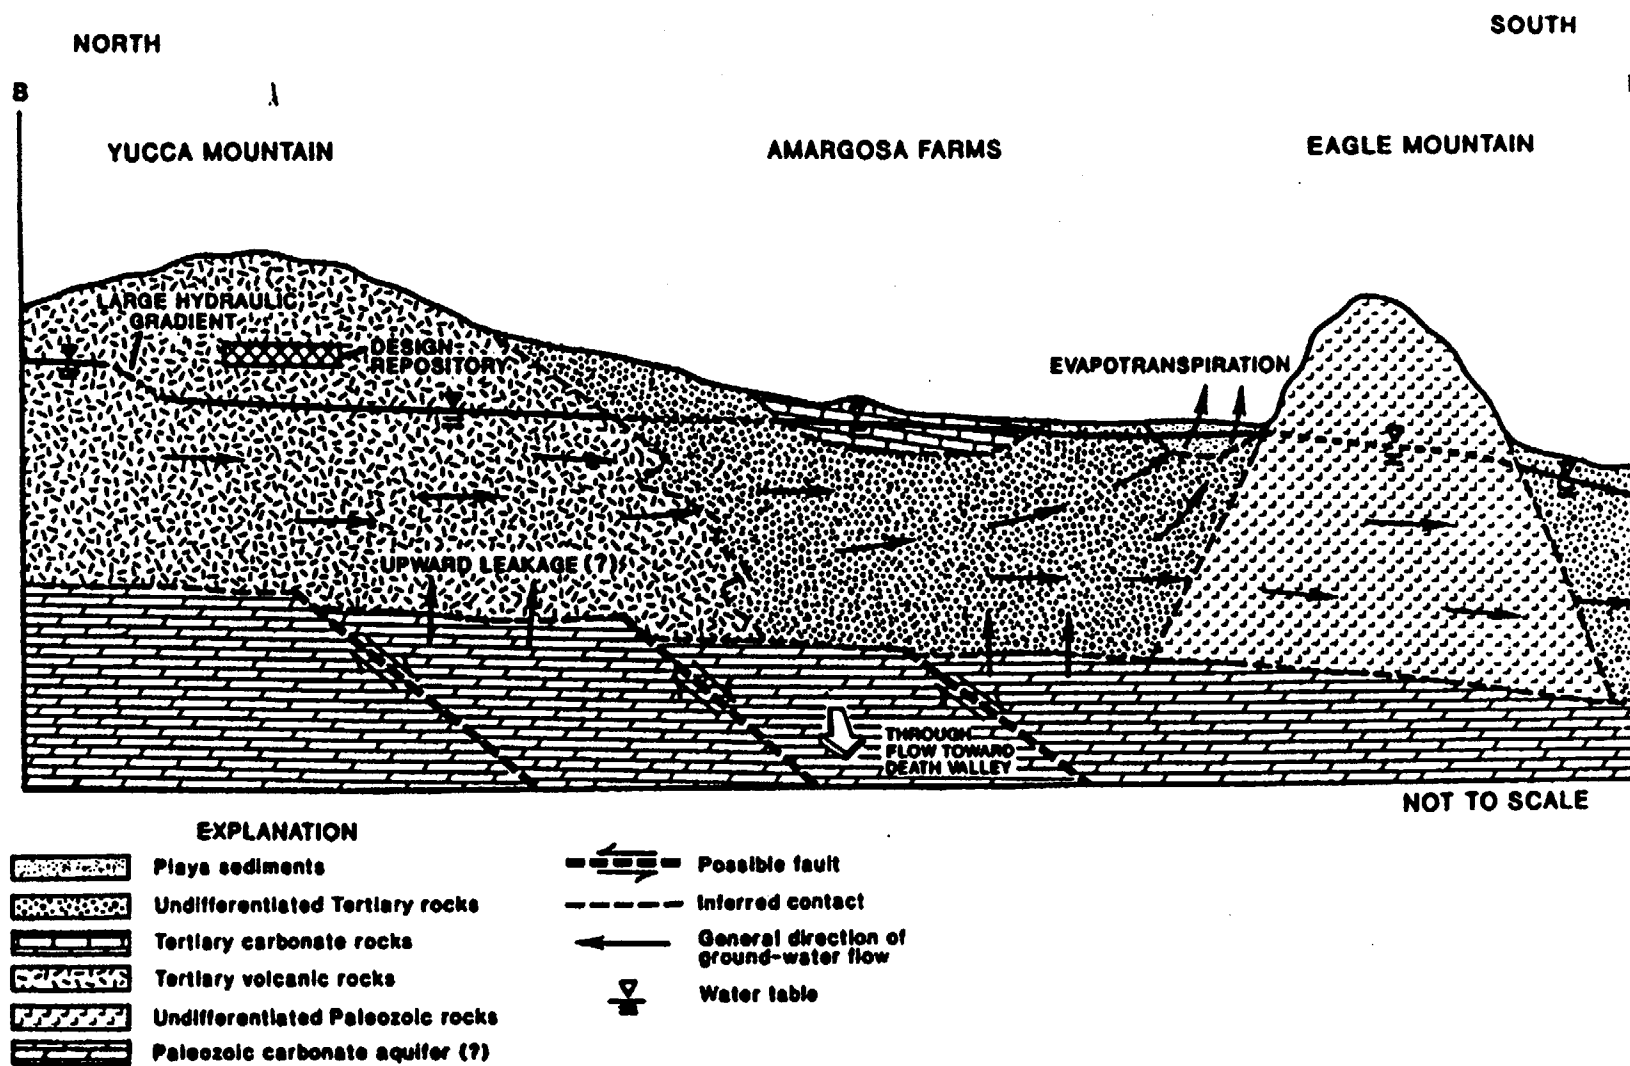 NORTH
SOUTH
B
YUCCA MOUNTAIN
AMARGOSA FARMS
EAGLE MOUNTAIN
LARGE HYDRAULIC
GRADIENT
DESIGN
REPOSITORY
EVAPOTRANSPIRATION
UPWARD LEAKAGE (?)
THROUGH
FLOW TOWARD
DEATH VALLEY
NOT TO SCALE
EXPLANATION
Playa sediments
Undifferentiated Tertiary rocks
Tertiary carbonate rocks
Tertiary volcanic rocks
Undifferentiated Paleozoic rocks
Paleozoic carbonate aquifer (?)
Possible fault
Inferred contact
General direction of
ground-water flow
Water table